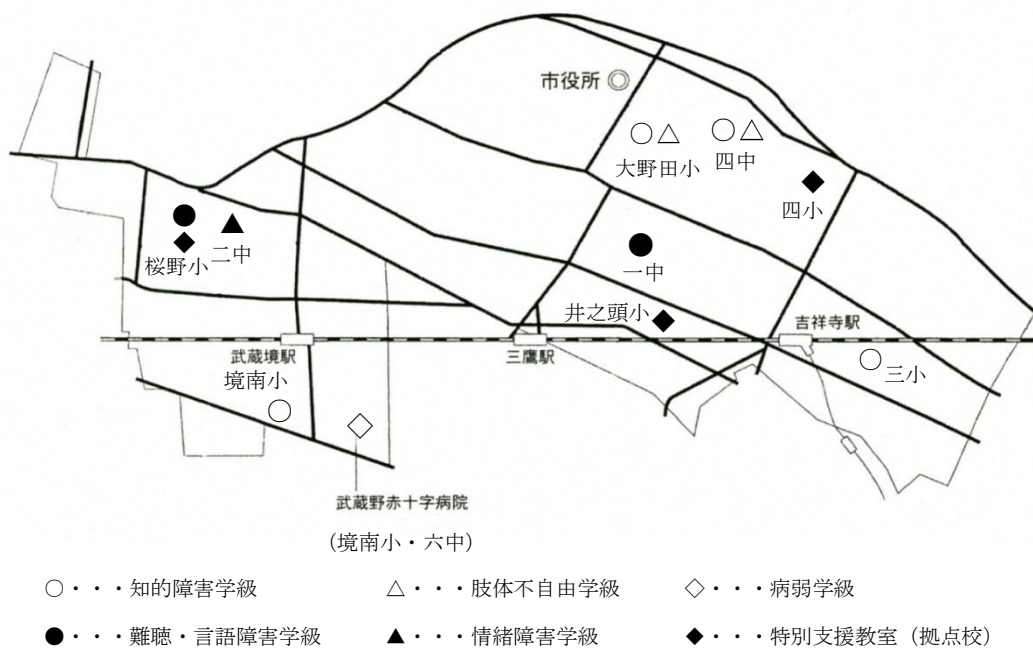 市役所◎
○△
○△
大野田小
四中
◆
四小
●
▲
◆
桜野小
二中
●
一中
井之頭小
◆
吉祥寺駅
武蔵境駅
三鷹駅
○
三小
境南小
○
◇
武蔵野赤十字病院
（境南小・六中）
○・・・知的障害学級 △・・・肢体不自由学級 ◇・・・病弱学級
●・・・難聴・言語障害学級 ▲・・・情緒障害学級 ◆・・・特別支援教室（拠点校）